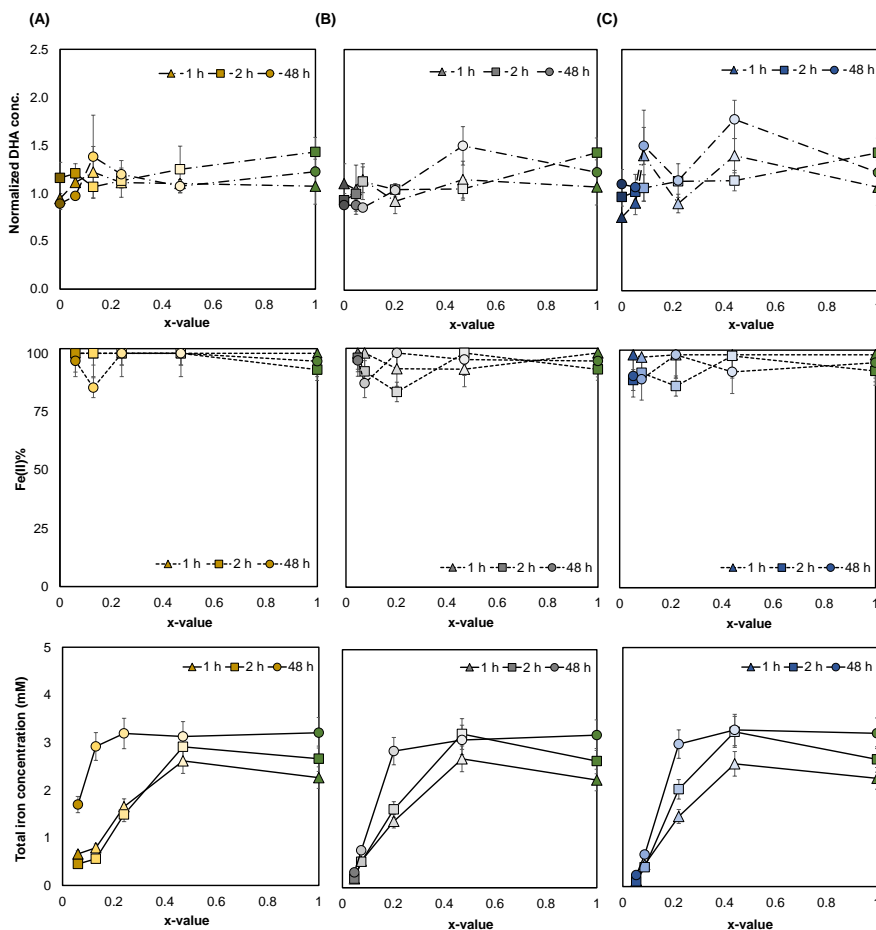 (A)
(B)
(C)
Normalized DHA conc.
2.5
2.0
1.5
1.0
0.5
0.0
1 h
2 h
48 h
0
0.2
0.4
0.6
0.8
1
x-value
1 h
2 h
48 h
0
0.2
0.4
0.6
0.8
1
x-value
1 h
2 h
48 h
0
0.2
0.4
0.6
0.8
1
x-value
Fe(II)%
100
75
50
25
0
1 h
2 h
48 h
0
0.2
0.4
0.6
0.8
1
x-value
1 h
2 h
48 h
0
0.2
0.4
0.6
0.8
1
x-value
1 h
2 h
48 h
0
0.2
0.4
0.6
0.8
1
x-value
Total iron concentration (mM)
5
4
3
2
1
0
1 h
2 h
48 h
0
0.2
0.4
0.6
0.8
1
x-value
1 h
2 h
48 h
0
0.2
0.4
0.6
0.8
1
x-value
1 h
2 h
48 h
0
0.2
0.4
0.6
0.8
1
x-value